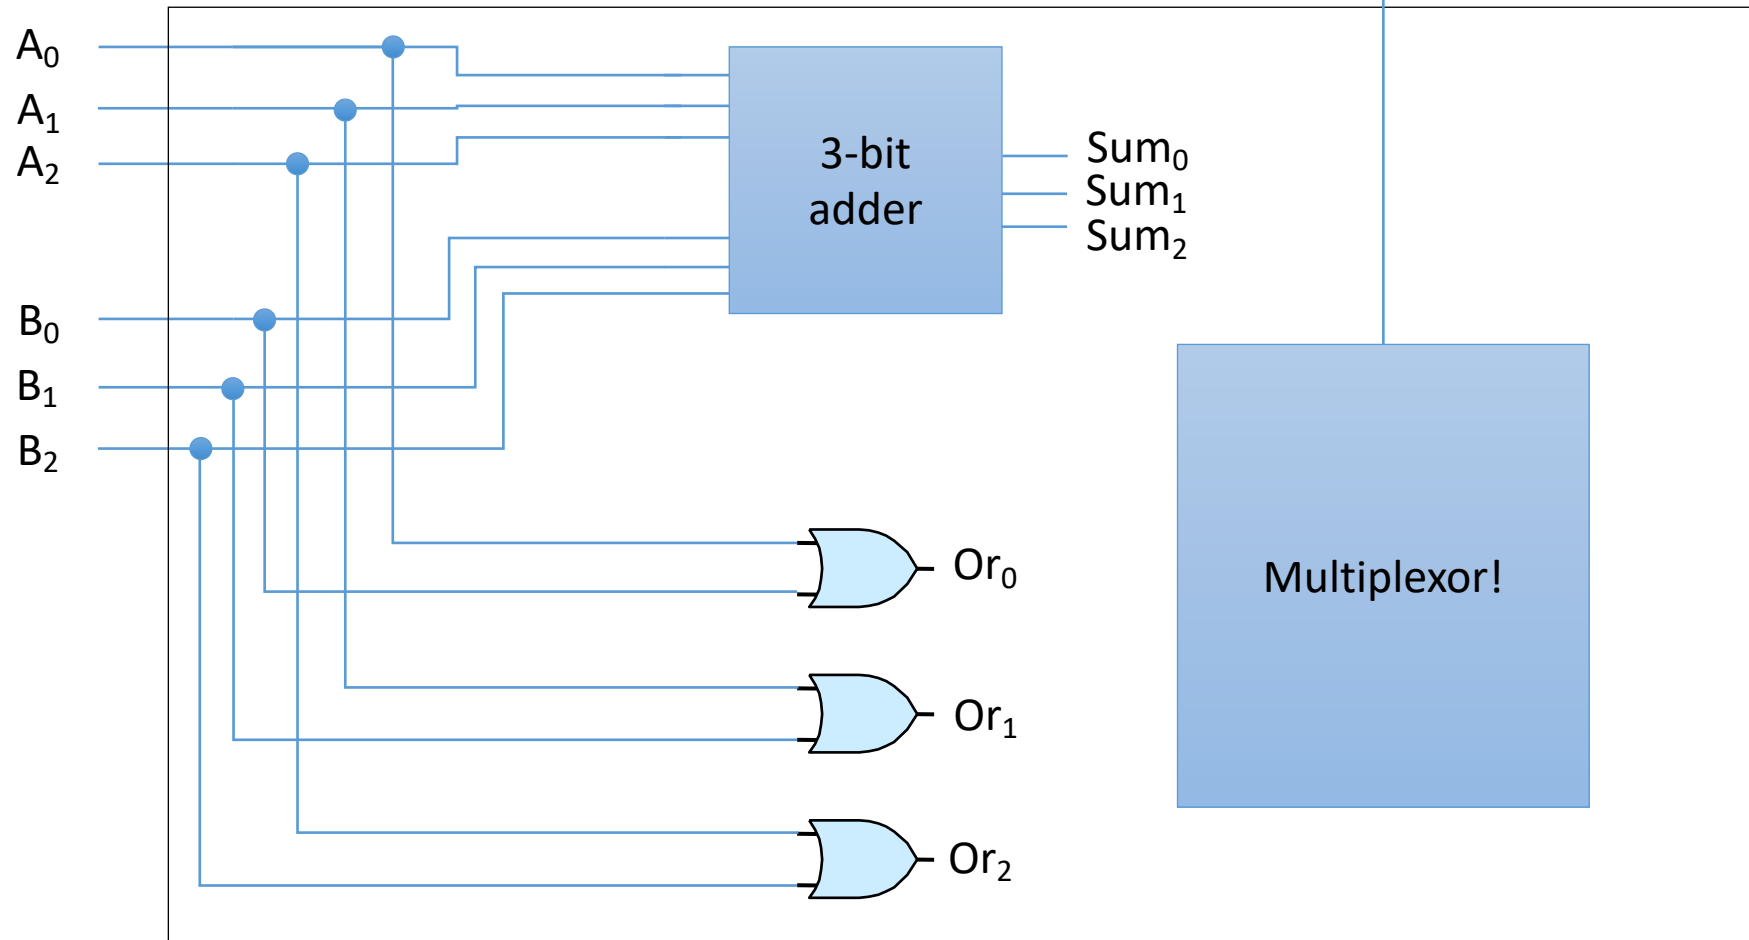 A₀
A₁
A₂
3-bit
adder
Sum₀
Sum₁
Sum₂
B₀
B₁
B₂
Or₀
Multiplexor!
Or₁
Or₂